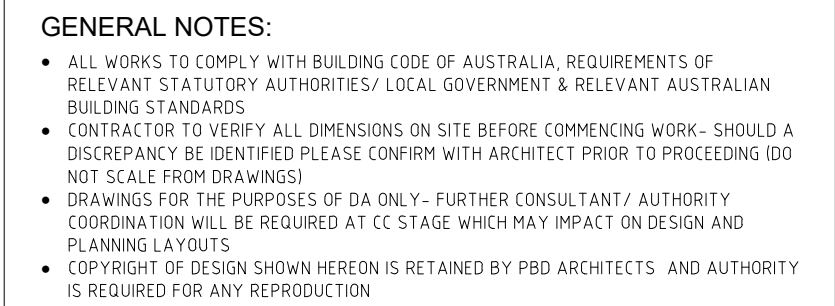 GENERAL NOTES:
● ALL WORKS TO COMPLY WITH BUILDING CODE OF AUSTRALIA, REQUIREMENTS OF
RELEVANT STATUTORY AUTHORITIES/ LOCAL GOVERNMENT & RELEVANT AUSTRALIAN
BUILDING STANDARDS
● CONTRACTOR TO VERIFY ALL DIMENSIONS ON SITE BEFORE COMMENCING WORK- SHOULD A
DISCREPANCY BE IDENTIFIED PLEASE CONFIRM WITH ARCHITECT PRIOR TO PROCEEDING (DO
NOT SCALE FROM DRAWINGS)
● DRAWINGS FOR THE PURPOSES OF DA ONLY- FURTHER CONSULTANT/ AUTHORITY
COORDINATION WILL BE REQUIRED AT CC STAGE WHICH MAY IMPACT ON DESIGN AND
PLANNING LAYOUTS
● COPYRIGHT OF DESIGN SHOWN HEREON IS RETAINED BY PBD ARCHITECTS AND AUTHORITY
IS REQUIRED FOR ANY REPRODUCTION